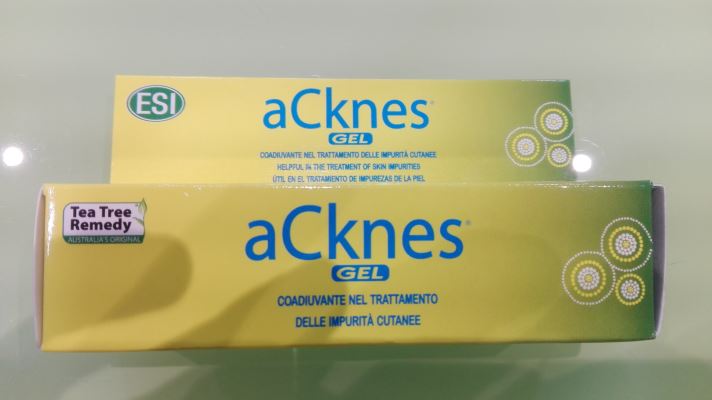 ESI
aCknes®
GEL
COADIUVANTE NEL TRATTAMENTO DELLE IMPURITÀ CUTANEE
HELPFUL IN THE TREATMENT OF SKIN IMPURITIES
ÚTIL EN EL TRATAMIENTO DE IMPUREZAS DE LA PIEL
Tea Tree
Remedy
AUSTRALIA'S ORIGINAL
aCknes®
GEL
COADIUVANTE NEL TRATTAMENTO
DELLE IMPURITÀ CUTANEE